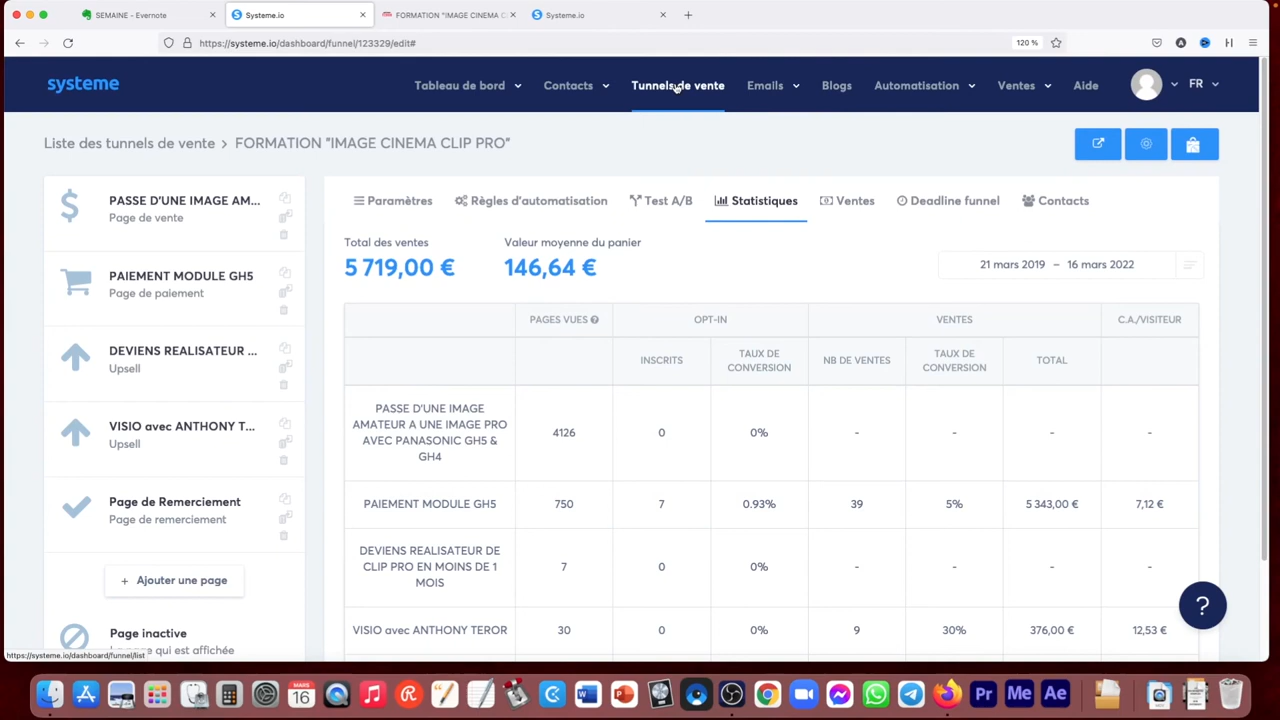 SEMAINE - Evernote
Systeme.io
FORMATION "IMAGE CINEMA C
Systeme.io
https://systeme.io/dashboard/funnel/123329/edit#
120 %
systeme
Tableau de bord
Contacts
Tunnels de vente
Emails
Blogs
Automatisation
Ventes
Aide
FR
Liste des tunnels de vente > FORMATION "IMAGE CINEMA CLIP PRO"
PASSE D'UNE IMAGE AM...
Page de vente
PAIEMENT MODULE GH5
Page de paiement
DEVIENS REALISATEUR ...
Upsell
VISIO avec ANTHONY T...
Upsell
Page de Remerciement
Page de remerciement
+ Ajouter une page
Page inactive
La page qui est affichée
https://systeme.io/dashboard/funnel/list
Paramètres
Règles d'automatisation
Test A/B
Statistiques
Ventes
Deadline funnel
Contacts
Total des ventes
5 719,00 €
Valeur moyenne du panier
146,64 €
21 mars 2019 – 16 mars 2022
PAGES VUES
OPT-IN
VENTES
C.A./VISITEUR
INSCRITS
TAUX DE
CONVERSION
NB DE VENTES
TAUX DE
CONVERSION
TOTAL
PASSE D'UNE IMAGE
AMATEUR A UNE IMAGE PRO
AVEC PANASONIC GH5 &
GH4
4126
0
0%
-
-
-
-
PAIEMENT MODULE GH5
750
7
0.93%
39
5%
5 343,00 €
7,12 €
DEVIENS REALISATEUR DE
CLIP PRO EN MOINS DE 1
MOIS
7
0
0%
-
-
-
-
VISIO avec ANTHONY TEROR
30
0
0%
9
30%
376,00 €
12,53 €
?
MARS
16
W
P
Pr
Me
Ae